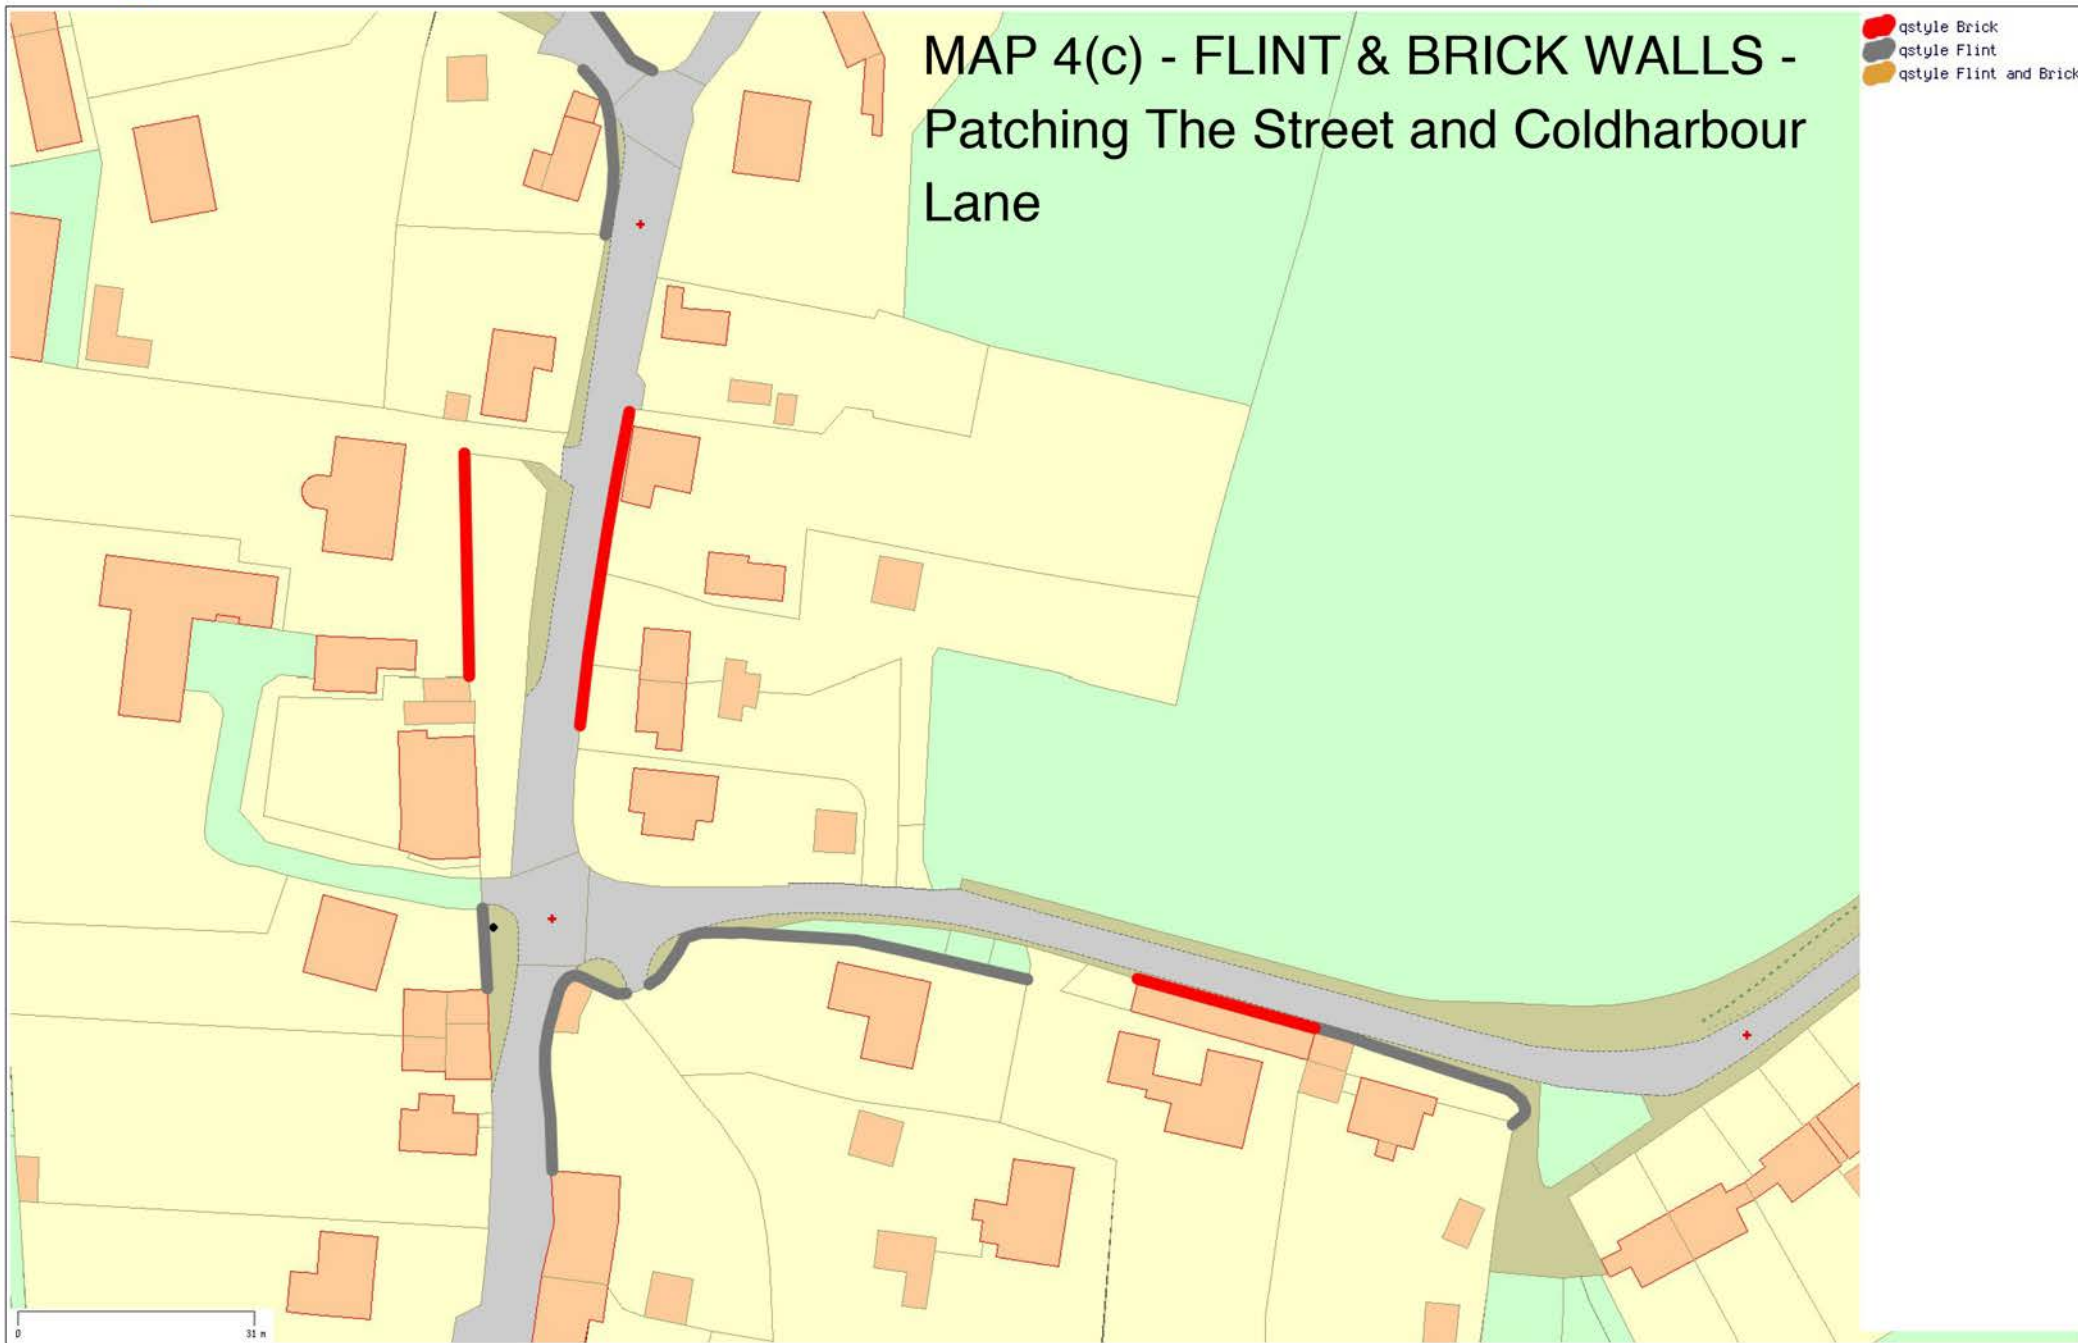 MAP 4(c) - FLINT & BRICK WALLS -
Patching The Street and Coldharbour
Lane
qstyle Brick
qstyle Flint
qstyle Flint and Brick
0 31 m